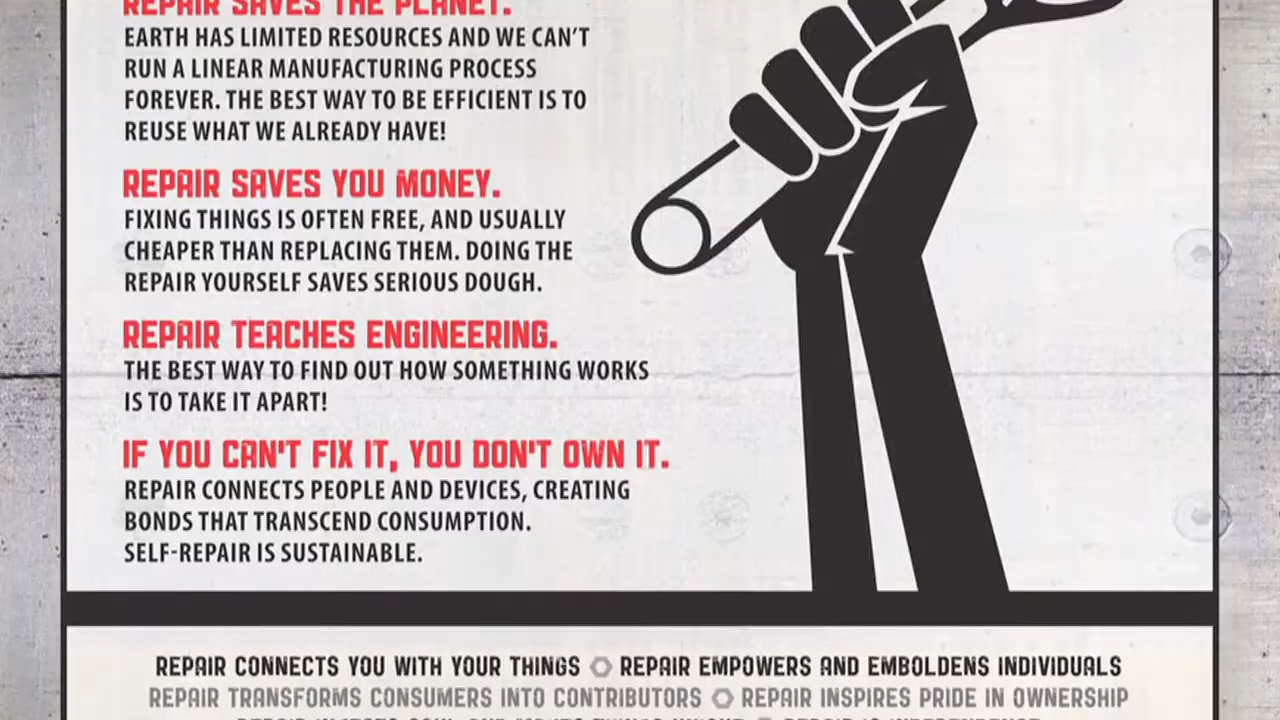 REPAIR SAVES THE PLANET.
EARTH HAS LIMITED RESOURCES AND WE CAN'T
RUN A LINEAR MANUFACTURING PROCESS
FOREVER. THE BEST WAY TO BE EFFICIENT IS TO
REUSE WHAT WE ALREADY HAVE!
REPAIR SAVES YOU MONEY.
FIXING THINGS IS OFTEN FREE, AND USUALLY
CHEAPER THAN REPLACING THEM. DOING THE
REPAIR YOURSELF SAVES SERIOUS DOUGH.
REPAIR TEACHES ENGINEERING.
THE BEST WAY TO FIND OUT HOW SOMETHING WORKS
IS TO TAKE IT APART!
IF YOU CAN'T FIX IT, YOU DON'T OWN IT.
REPAIR CONNECTS PEOPLE AND DEVICES, CREATING
BONDS THAT TRANSCEND CONSUMPTION.
SELF-REPAIR IS SUSTAINABLE.
REPAIR CONNECTS YOU WITH YOUR THINGS REPAIR EMPOWERS AND EMBOLDENS INDIVIDUALS
REPAIR TRANSFORMS CONSUMERS INTO CONTRIBUTORS REPAIR INSPIRES PRIDE IN OWNERSHIP